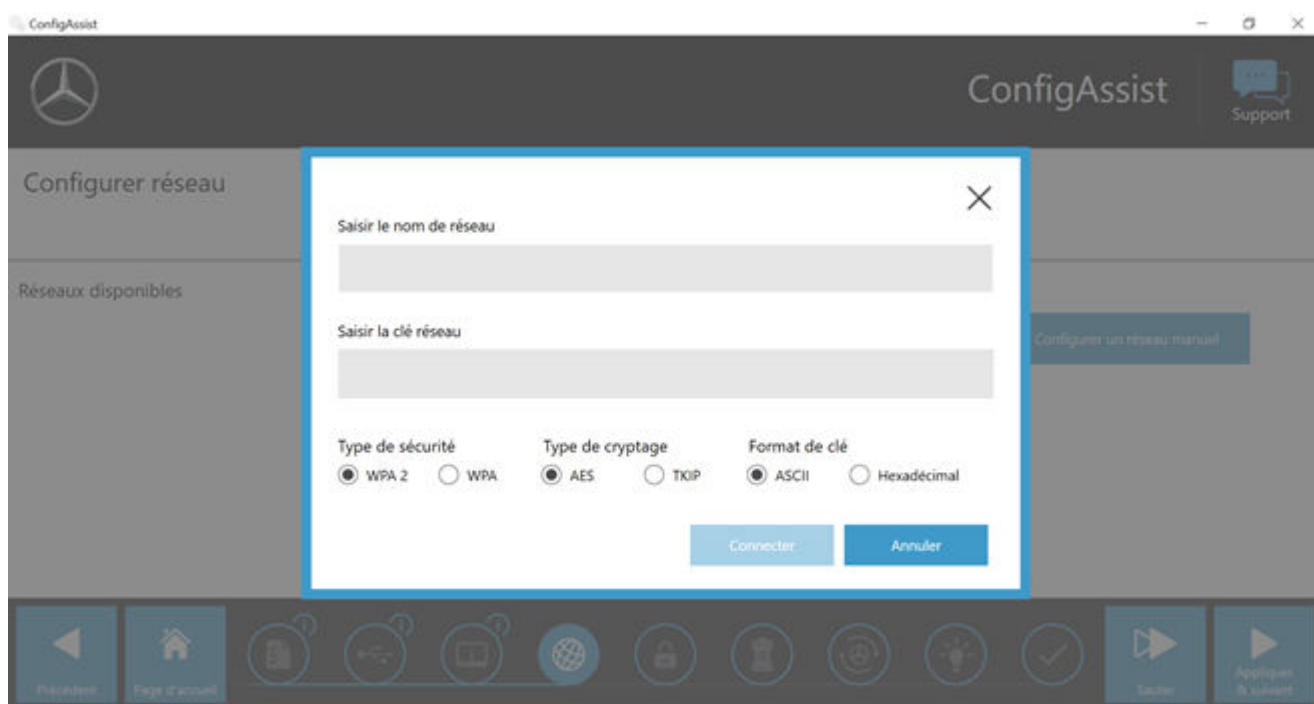 ConfigAssist
ConfigAssist
Support
Configurer réseau
Saisir le nom de réseau
Réseaux disponibles
Saisir la clé réseau
Configurer un réseau manuel
Type de sécurité Type de cryptage Format de clé
WPA 2 WPA AES TKIP ASCII Hexadécimal
Connecter Annuler
Précédent Page d'accueil Sauter Appliquer
& suivant